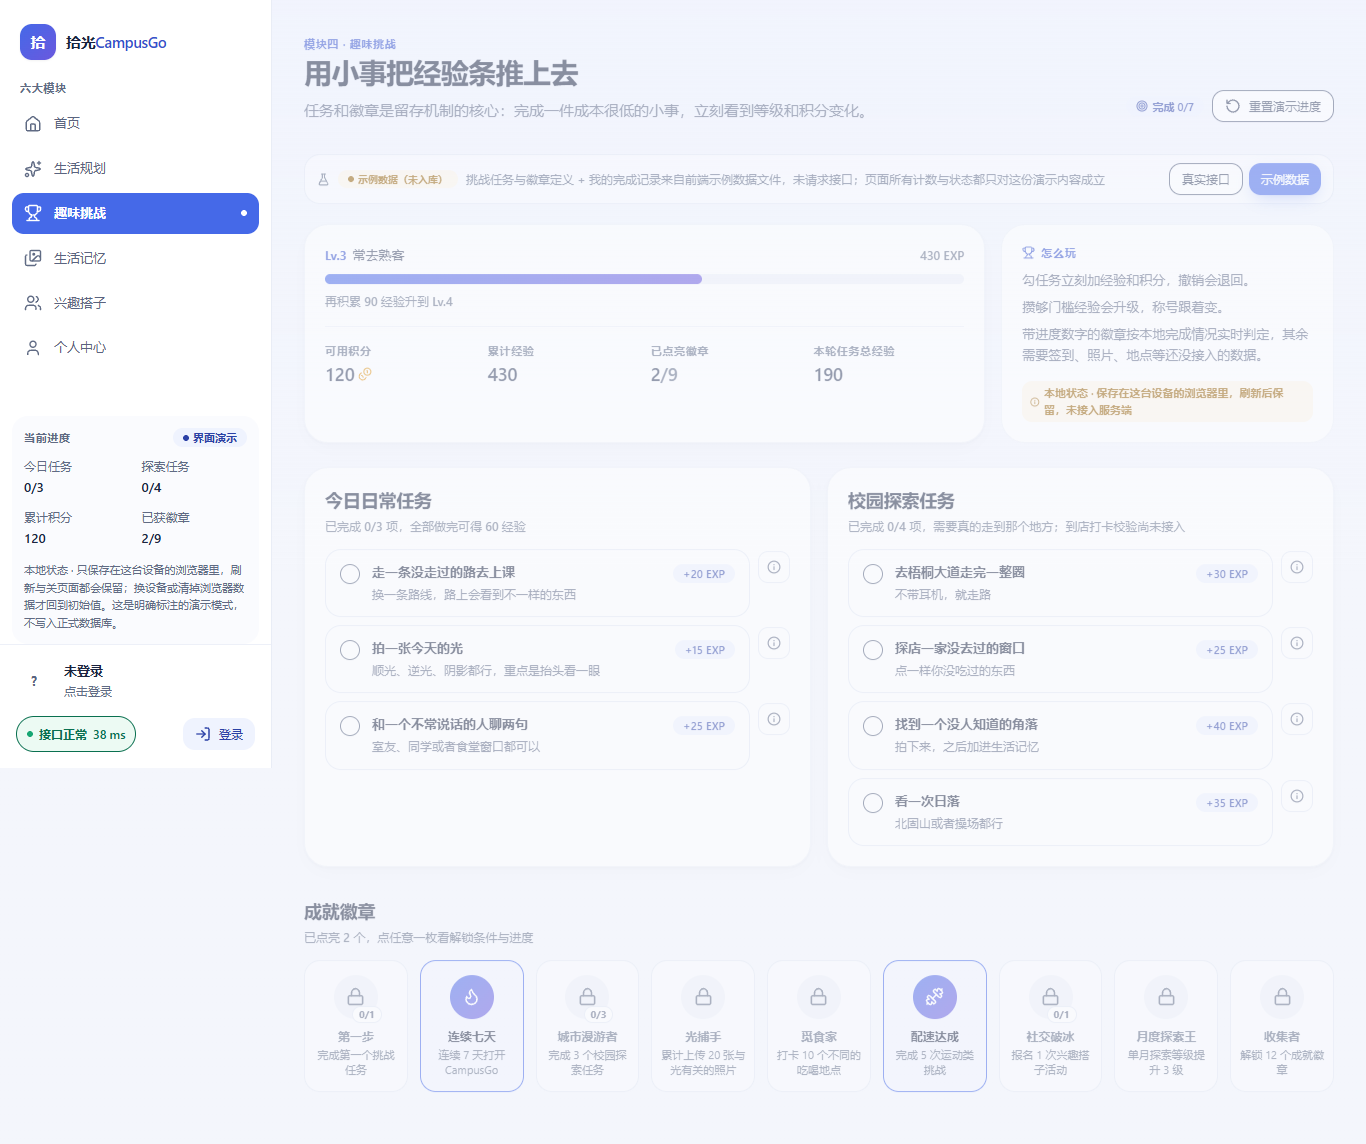 拾
拾光CampusGo
六大模块
首页
生活规划
趣味挑战
生活记忆
兴趣搭子
个人中心
当前进度
界面演示
今日任务
探索任务
0/3
0/4
累计积分
已获徽章
120
2/9
本地状态 · 只保存在这台设备的浏览器里，刷
新与关页面都会保留；换设备或清掉浏览器数
据才回到初始值。这是明确标注的演示模式，
不写入正式数据库。
?
未登录
点击登录
接口正常 38 ms
登录
模块四 · 趣味挑战
用小事把经验条推上去
任务和徽章是留存机制的核心：完成一件成本很低的小事，立刻看到等级和积分变化。
完成 0/7
重置演示进度
示例数据（未入库）
挑战任务与徽章定义 + 我的完成记录来自前端示例数据文件，未请求接口；页面所有计数与状态都只对这份演示内容成立
真实接口
示例数据
Lv.3 常去熟客
430 EXP
再积累 90 经验升到 Lv.4
可用积分
累计经验
已点亮徽章
本轮任务总经验
120
430
2/9
190
怎么玩
勾任务立刻加经验和积分，撤销会退回。
攒够门槛经验会升级，称号跟着变。
带进度数字的徽章按本地完成情况实时判定，其余
需要签到、照片、地点等还没接入的数据。
本地状态 · 保存在这台设备的浏览器里，刷新后保
留，未接入服务端
今日日常任务
已完成 0/3 项，全部做完可得 60 经验
走一条没走过的路去上课
+20 EXP
换一条路线，路上会看到不一样的东西
拍一张今天的光
+15 EXP
顺光、逆光、阴影都行，重点是抬头看一眼
和一个不常说话的人聊两句
+25 EXP
室友、同学或者食堂窗口都可以
校园探索任务
已完成 0/4 项，需要真的走到那个地方；到店打卡校验尚未接入
去梧桐大道走完一整圈
+30 EXP
不带耳机，就走路
探店一家没去过的窗口
+25 EXP
点一样你没吃过的东西
找到一个没人知道的角落
+40 EXP
拍下来，之后加进生活记忆
看一次日落
+35 EXP
北固山或者操场都行
成就徽章
已点亮 2 个，点任意一枚看解锁条件与进度
0/1
第一步
完成第一个挑战
任务
连续七天
连续 7 天打开
CampusGo
0/3
城市漫游者
完成 3 个校园探
索任务
光捕手
累计上传 20 张与
光有关的照片
觅食家
打卡 10 个不同的
吃喝地点
配速达成
完成 5 次运动类
挑战
0/1
社交破冰
报名 1 次兴趣搭
子活动
月度探索王
单月探索等级提
升 3 级
收集者
解锁 12 个成就徽
章